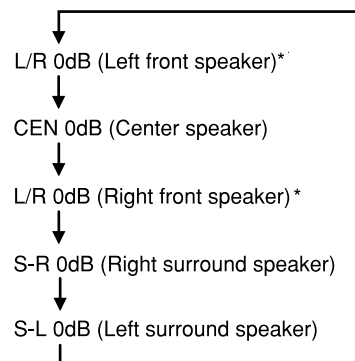 L/R 0dB (Left front speaker)*
CEN 0dB (Center speaker)
L/R 0dB (Right front speaker)*
S-R 0dB (Right surround speaker)
S-L 0dB (Left surround speaker)